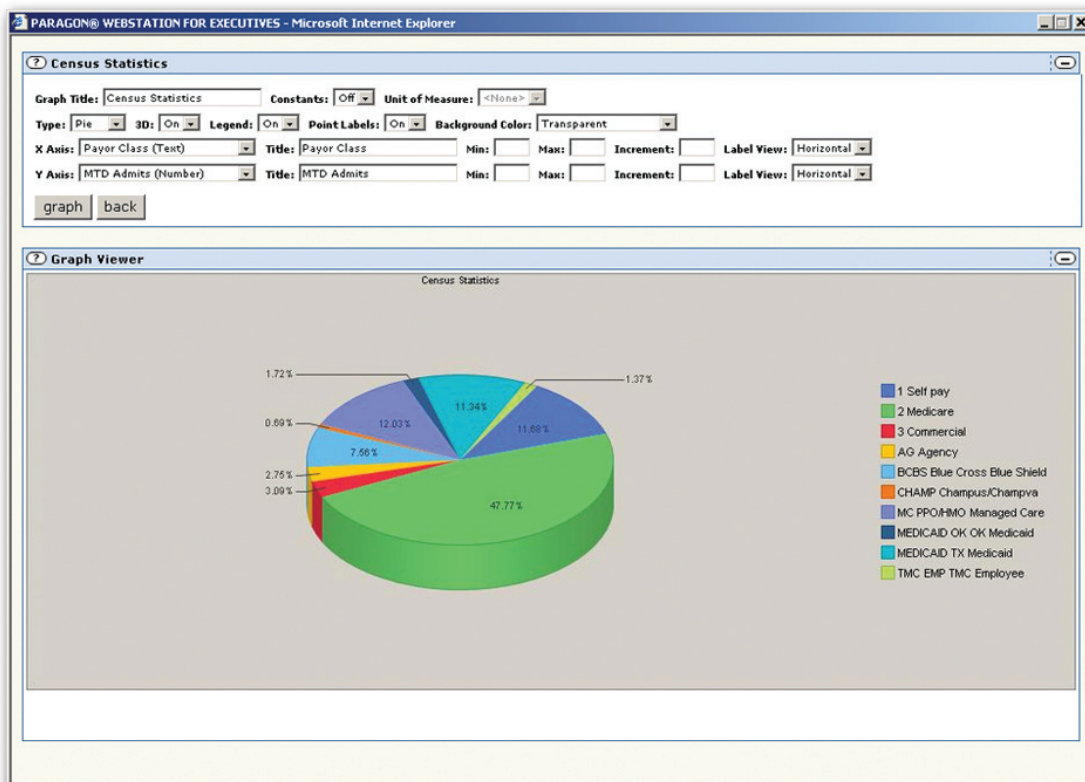 PARAGON® WEBSTATION FOR EXECUTIVES - Microsoft Internet Explorer
? Census Statistics
Graph Title: Census Statistics Constants: Off Unit of Measure: <None>
Type: Pie 3D: On Legend: On Point Labels: On Background Color: Transparent
X Axis: Payor Class (Text) Title: Payor Class Min: Max: Increment: Label View: Horizontal
Y Axis: MTD Admits (Number) Title: MTD Admits Min: Max: Increment: Label View: Horizontal
graph back
? Graph Viewer
Census Statistics
1.72%
1.37%
11.34%
0.69%
12.03%
11.68%
7.56%
2.75%
3.09%
47.77%
1 Self pay
2 Medicare
3 Commercial
AG Agency
BCBS Blue Cross Blue Shield
CHAMP Champus/Champva
MC PPO/HMO Managed Care
MEDICAID OK OK Medicaid
MEDICAID TX Medicaid
TMC EMP TMC Employee